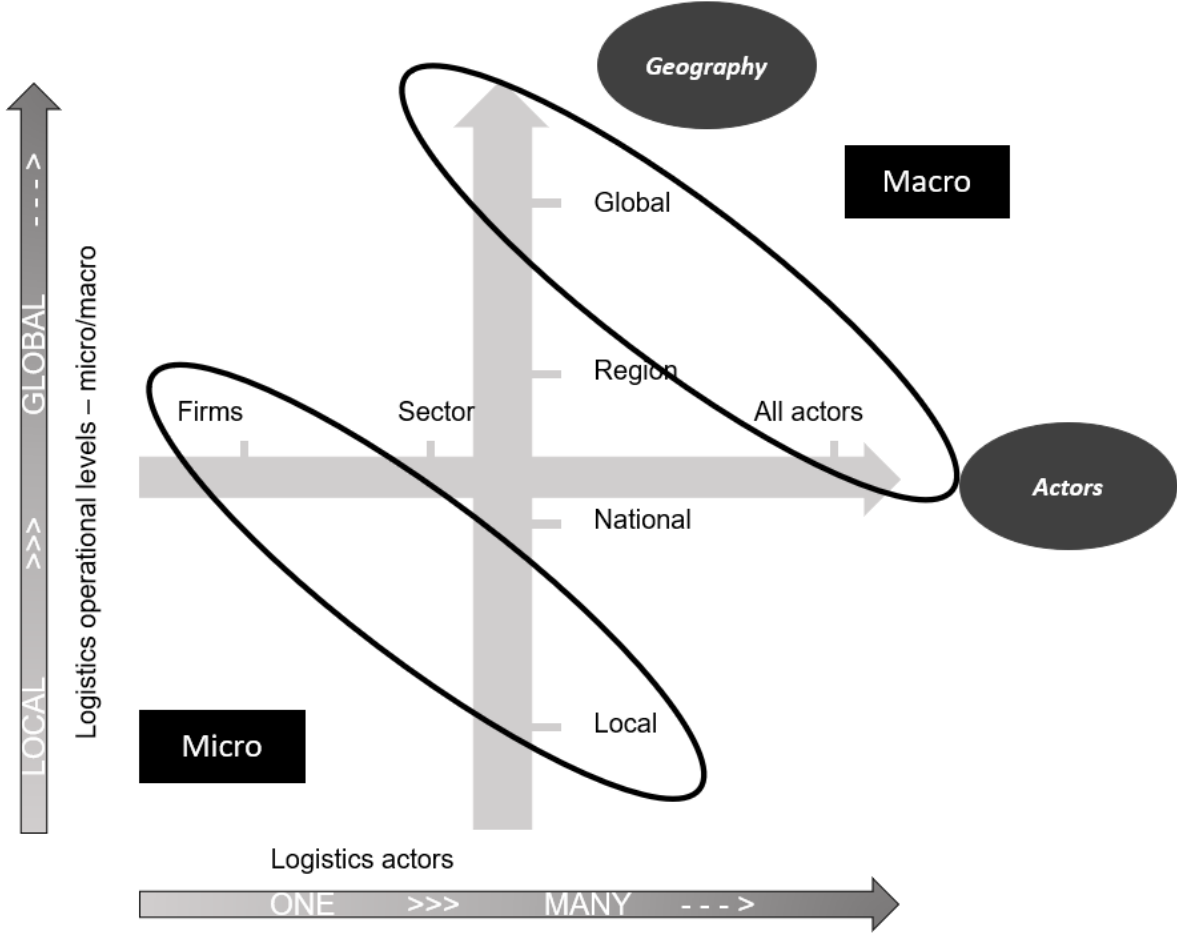 Geography
Macro
Global
Region
Firms
Sector
All actors
Actors
National
Local
Micro
LOCAL >>> GLOBAL - - - >
Logistics operational levels – micro/macro
Logistics actors
ONE >>> MANY - - - >